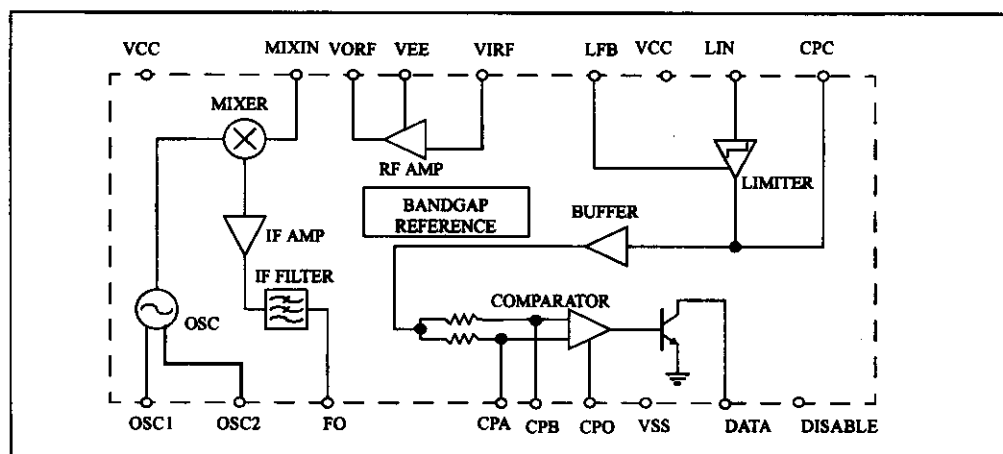 VCC
MIXIN
VORF
VEE
VIRF
LFB
VCC
LIN
CPC
MIXER
RF AMP
LIMITER
BANDGAP
REFERENCE
BUFFER
IF AMP
IF FILTER
COMPARATOR
OSC
OSC1
OSC2
FO
CPA
CPB
CPO
VSS
DATA
DISABLE